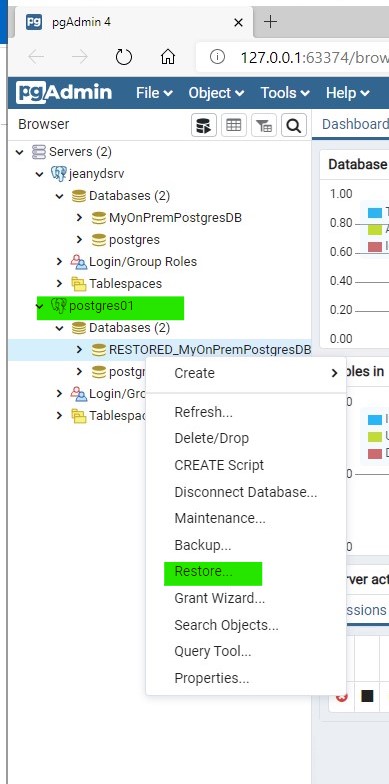 pgAdmin 4
127.0.0.1:63374/brow
pgAdmin File Object Tools Help
Browser Dashboard
Servers (2)
jeanydsrv
Databases (2)
MyOnPremPostgresDB
postgres
Login/Group Roles
Tablespaces
postgres01
Databases (2)
RESTORED_MyOnPremPostgresDB
postgr
Login/Gro
Tablespac
Create
Refresh...
Delete/Drop
CREATE Script
Disconnect Database...
Maintenance...
Backup...
Restore...
Grant Wizard...
Search Objects...
Query Tool...
Properties...
Database
1.00
0.80
0.60
0.40
0.20
0.00
T
A
I
ples in
0
I
U
D
0
0
rver act
ssions